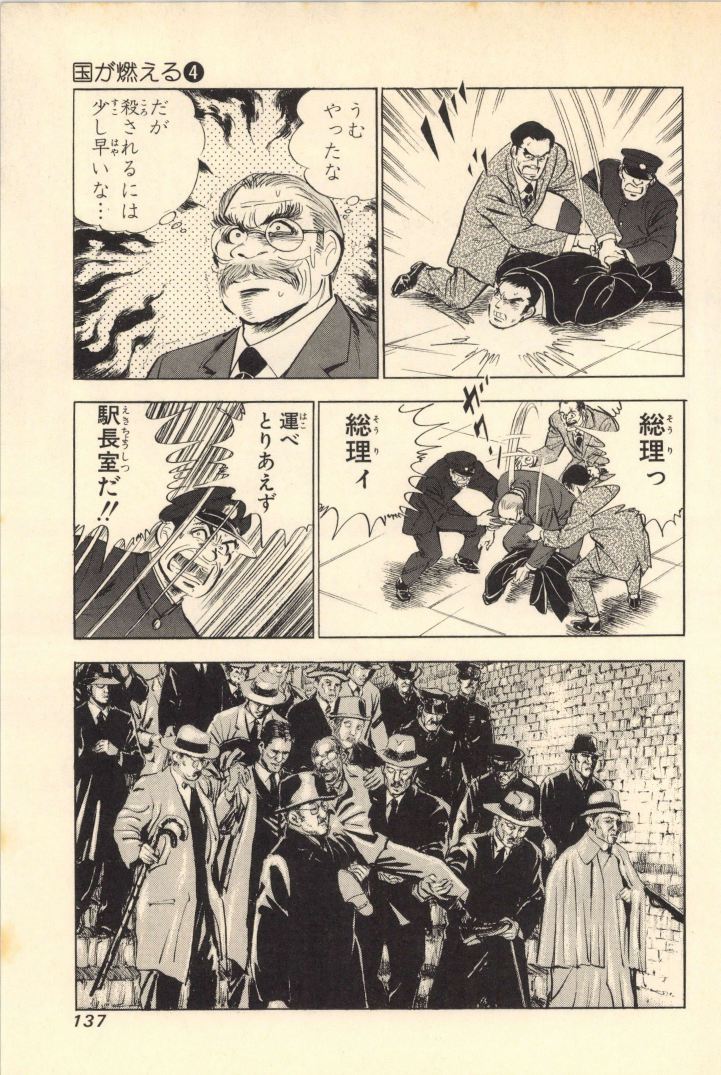 国が燃える❹
うむ
やったな
だが
殺されるには
少し早いな…
総理っ
総理ィ
運べ
とりあえず
駅長室だ!!
137